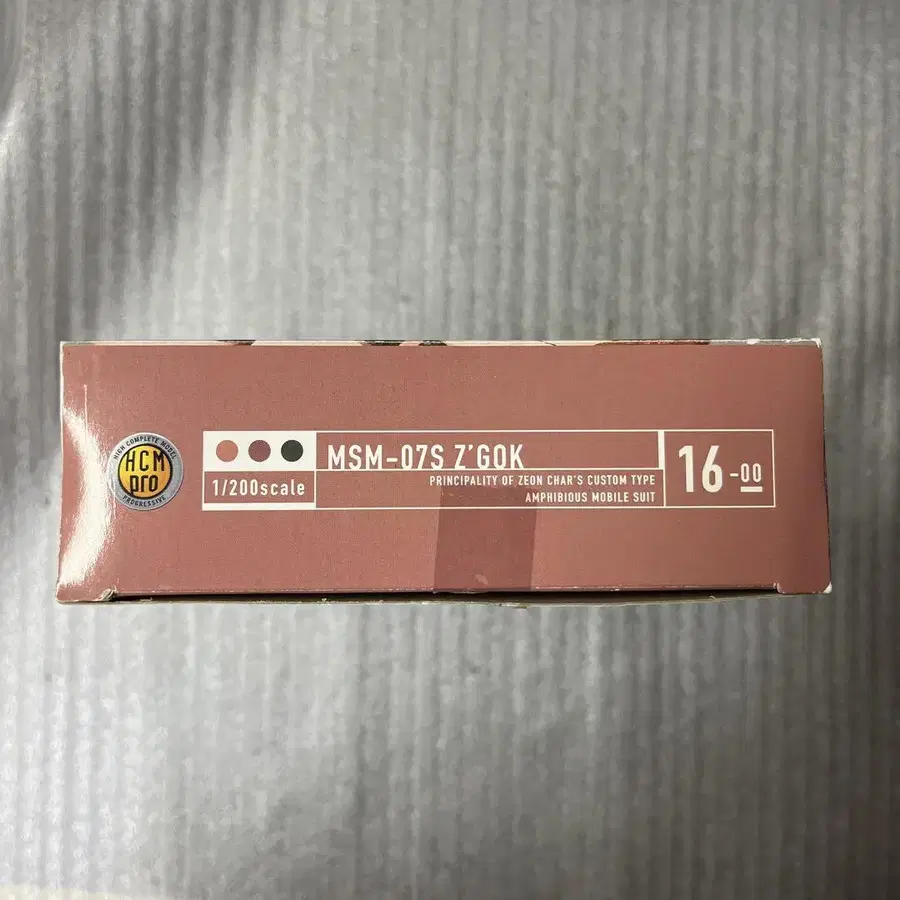 HIGH COMPLETE MODEL
HCM
pro
PROGRESSIVE
1/200scale
MSM-07S Z'GOK
PRINCIPALITY OF ZEON CHAR'S CUSTOM TYPE
AMPHIBIOUS MOBILE SUIT
16-00